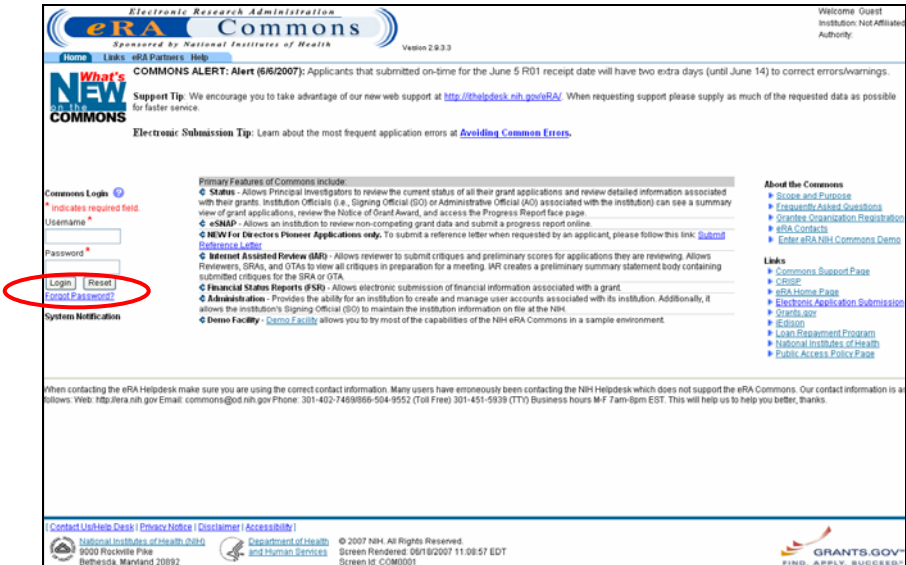 Electronic Research Administration
eRA Commons
Sponsored by National Institutes of Health
Version 2.9.3.3
Welcome Guest
Institution: Not Affiliated
Authority:
Home Links eRA Partners Help
What's
NEW
on the
COMMONS
COMMONS ALERT: Alert (6/6/2007): Applicants that submitted on-time for the June 5 R01 receipt date will have two extra days (until June 14) to correct errors/warnings.
Support Tip: We encourage you to take advantage of our new web support at http://ithelpdesk.nih.gov/eRA/. When requesting support please supply as much of the requested data as possible
for faster service.
Electronic Submission Tip: Learn about the most frequent application errors at Avoiding Common Errors.
Commons Login
* indicates required field.
Username *
Password *
Login Reset
Forgot Password?
System Notification
Primary Features of Commons include:
Status - Allows Principal Investigators to review the current status of all their grant applications and review detailed information associated
with their grants. Institution Officials (i.e., Signing Official (SO) or Administrative Official (AO) associated with the institution) can see a summary
view of grant applications, review the Notice of Grant Award, and access the Progress Report face page.
eSNAP - Allows an institution to review non-competing grant data and submit a progress report online.
NEW For Directors Pioneer Applications only. To submit a reference letter when requested by an applicant, please follow this link: Submit
Reference Letter
Internet Assisted Review (IAR) - Allows reviewer to submit critiques and preliminary scores for applications they are reviewing. Allows
Reviewers, SRAs, and GTAs to view all critiques in preparation for a meeting. IAR creates a preliminary summary statement body containing
submitted critiques for the SRA or GTA.
Financial Status Reports (FSR) - Allows electronic submission of financial information associated with a grant.
Administration - Provides the ability for an institution to create and manage user accounts associated with its institution. Additionally, it
allows the institution's Signing Official (SO) to maintain the institution information on file at the NIH.
Demo Facility - Demo Facility allows you to try most of the capabilities of the NIH eRA Commons in a sample environment.
About the Commons
Scope and Purpose
Frequently Asked Questions
Grantee Organization Registration
eRA Contacts
Enter eRA NIH Commons Demo
Links
Commons Support Page
CRISP
eRA Home Page
Electronic Application Submission
Grants.gov
iEdison
Loan Repayment Program
National Institutes of Health
Public Access Policy Page
When contacting the eRA Helpdesk make sure you are using the correct contact information. Many users have erroneously been contacting the NIH Helpdesk which does not support the eRA Commons. Our contact information is as
follows: Web: http://era.nih.gov Email: commons@od.nih.gov Phone: 301-402-7469/866-504-9552 (Toll Free) 301-451-5939 (TTY) Business hours M-F 7am-8pm EST. This will help us to help you better, thanks.
[ Contact Us/Help Desk | Privacy Notice | Disclaimer | Accessibility ]
National Institutes of Health (NIH)
9000 Rockville Pike
Bethesda, Maryland 20892
Department of Health
and Human Services
© 2007 NIH. All Rights Reserved.
Screen Rendered: 06/18/2007 11:08:57 EDT
Screen Id: COM0001
GRANTS.GOV™
FIND. APPLY. SUCCEED.™